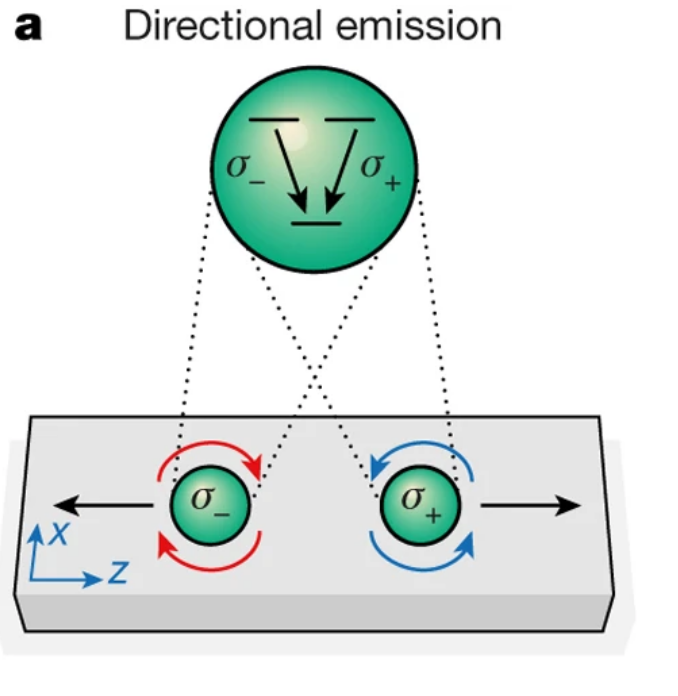 a Directional emission
σ₋ σ₊
σ₋ σ₊
x
z